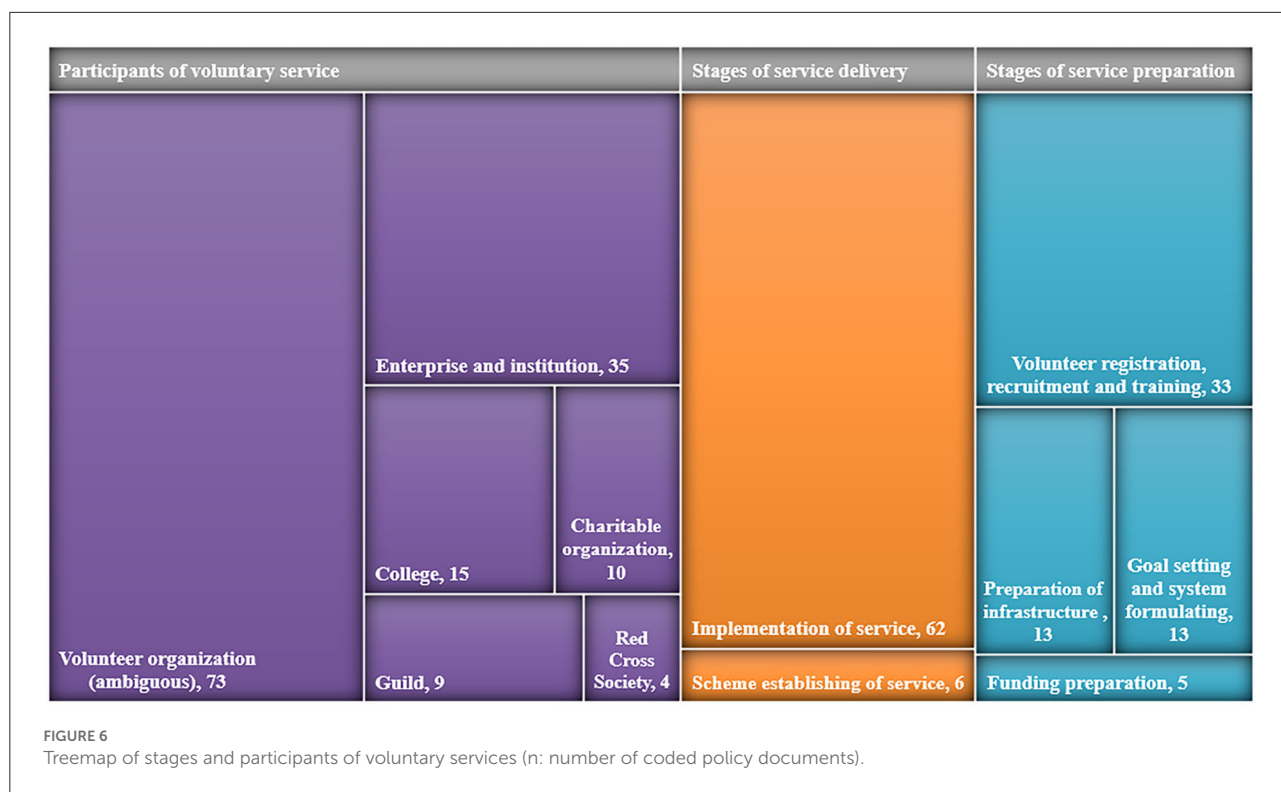 Participants of voluntary service
Stages of service delivery
Stages of service preparation
Volunteer organization
(ambiguous), 73
Enterprise and institution, 35
College, 15
Charitable
organization,
10
Guild, 9
Red
Cross
Society, 4
Implementation of service, 62
Scheme establishing of service, 6
Volunteer registration,
recruitment and training, 33
Preparation of
infrastructure ,
13
Goal setting
and system
formulating,
13
Funding preparation, 5
FIGURE 6
Treemap of stages and participants of voluntary services (n: number of coded policy documents).